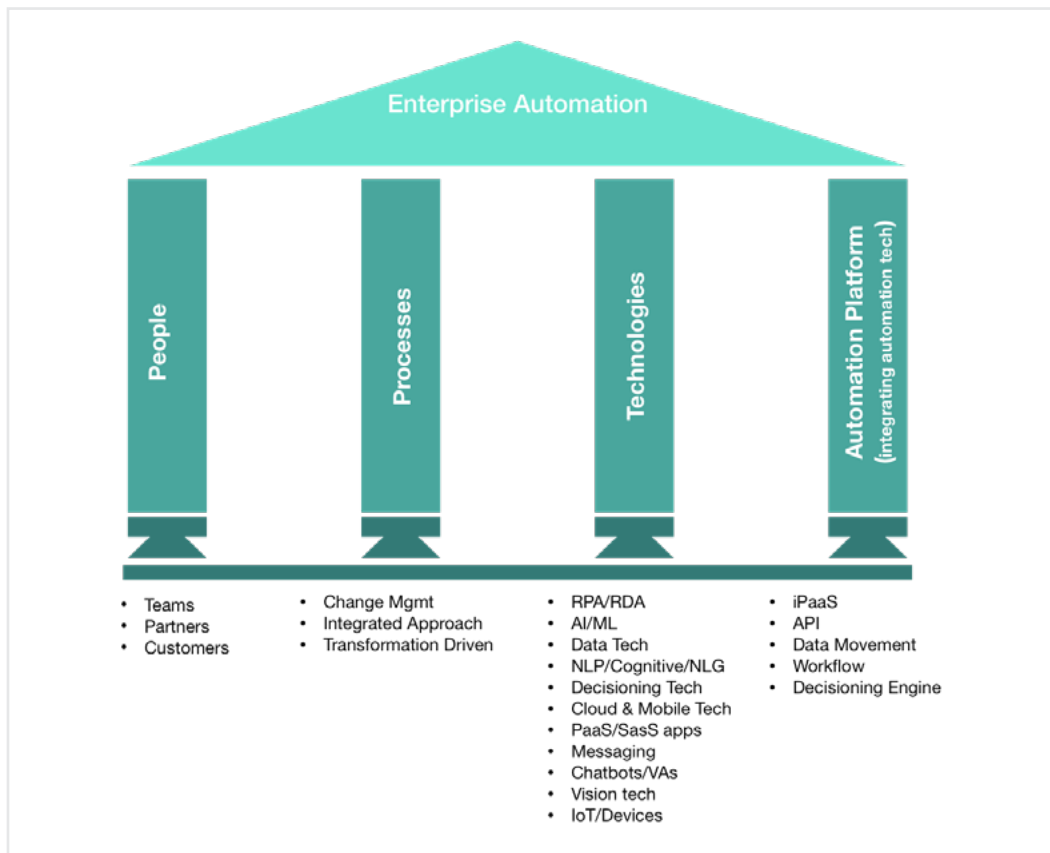 Enterprise Automation
People
Processes
Technologies
Automation Platform
(integrating automation tech)
• Teams
• Partners
• Customers
• Change Mgmt
• Integrated Approach
• Transformation Driven
• RPA/RDA
• AI/ML
• Data Tech
• NLP/Cognitive/NLG
• Decisioning Tech
• Cloud & Mobile Tech
• PaaS/SasS apps
• Messaging
• Chatbots/VAs
• Vision tech
• IoT/Devices
• iPaaS
• API
• Data Movement
• Workflow
• Decisioning Engine